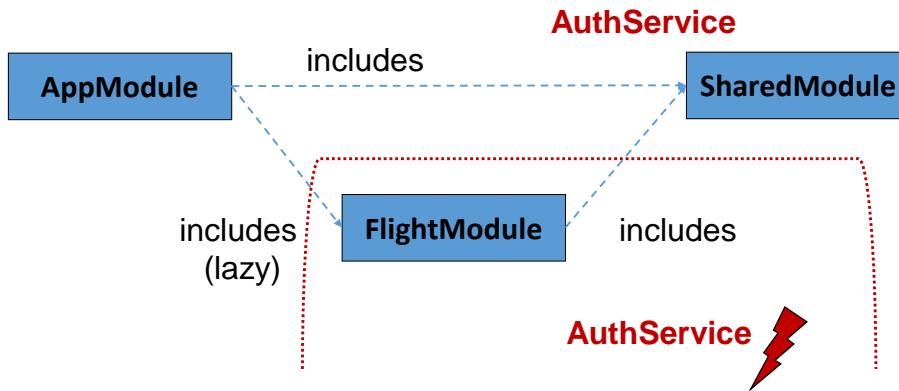 AuthService
includes
AppModule
SharedModule
includes
(lazy)
FlightModule
includes
AuthService